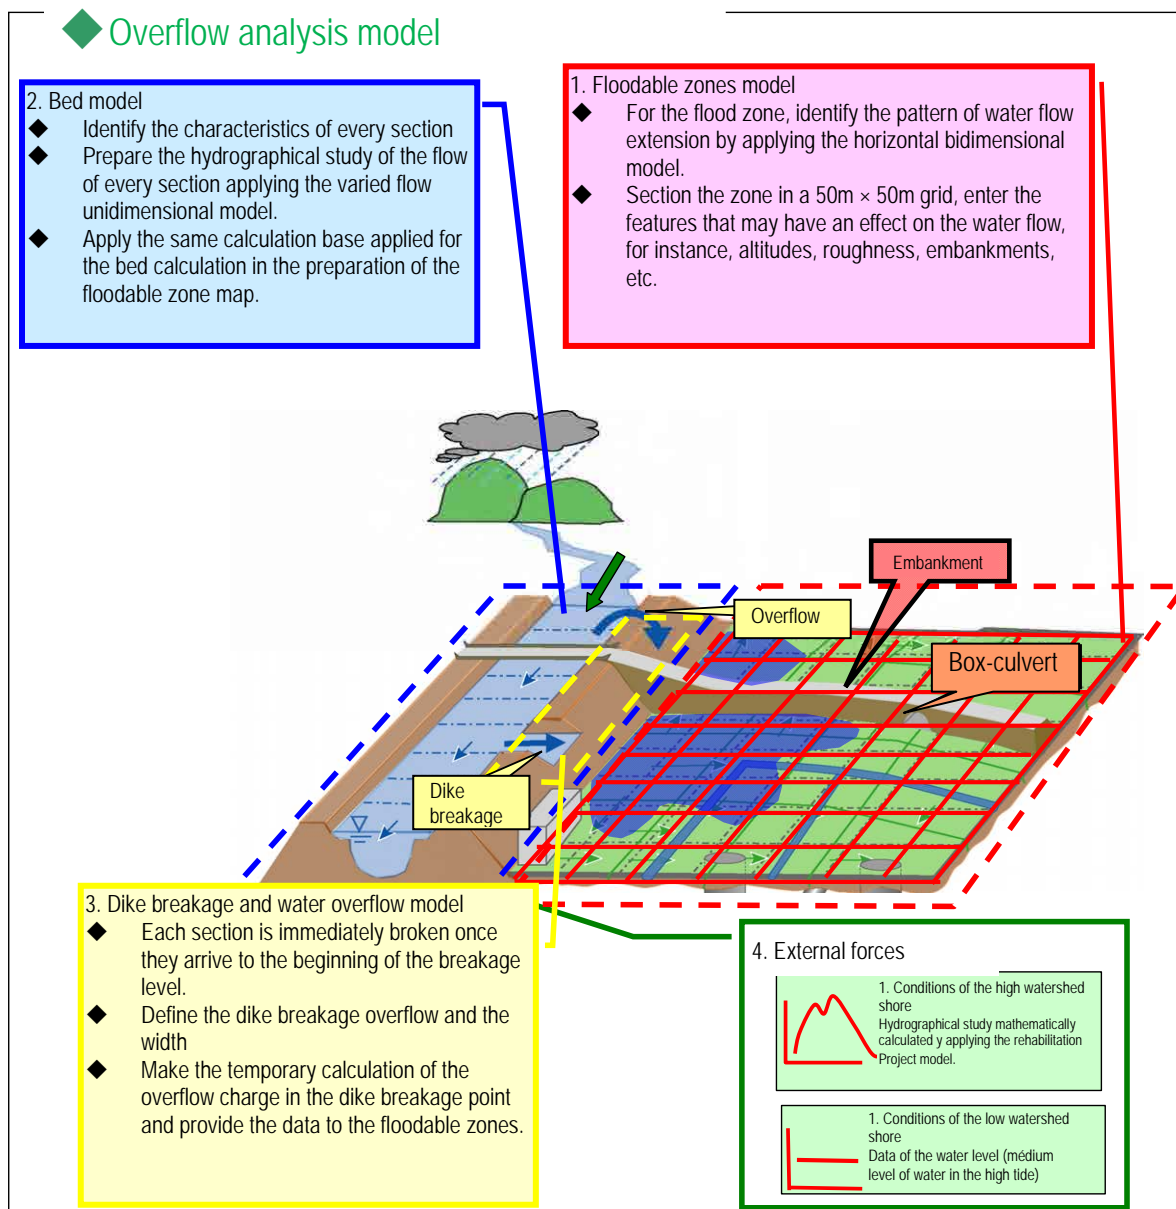 Overflow analysis model
2. Bed model
◆ Identify the characteristics of every section
◆ Prepare the hydrographical study of the flow
of every section applying the varied flow
unidimensional model.
◆ Apply the same calculation base applied for
the bed calculation in the preparation of the
floodable zone map.
1. Floodable zones model
◆ For the flood zone, identify the pattern of water flow
extension by applying the horizontal bidimensional
model.
◆ Section the zone in a 50m × 50m grid, enter the
features that may have an effect on the water flow,
for instance, altitudes, roughness, embankments,
etc.
Embankment
Overflow
Box-culvert
Dike
breakage
3. Dike breakage and water overflow model
◆ Each section is immediately broken once
they arrive to the beginning of the breakage
level.
◆ Define the dike breakage overflow and the
width
◆ Make the temporary calculation of the
overflow charge in the dike breakage point
and provide the data to the floodable zones.
4. External forces
1. Conditions of the high watershed
shore
Hydrographical study mathematically
calculated y applying the rehabilitation
Project model.
1. Conditions of the low watershed
shore
Data of the water level (médium
level of water in the high tide)